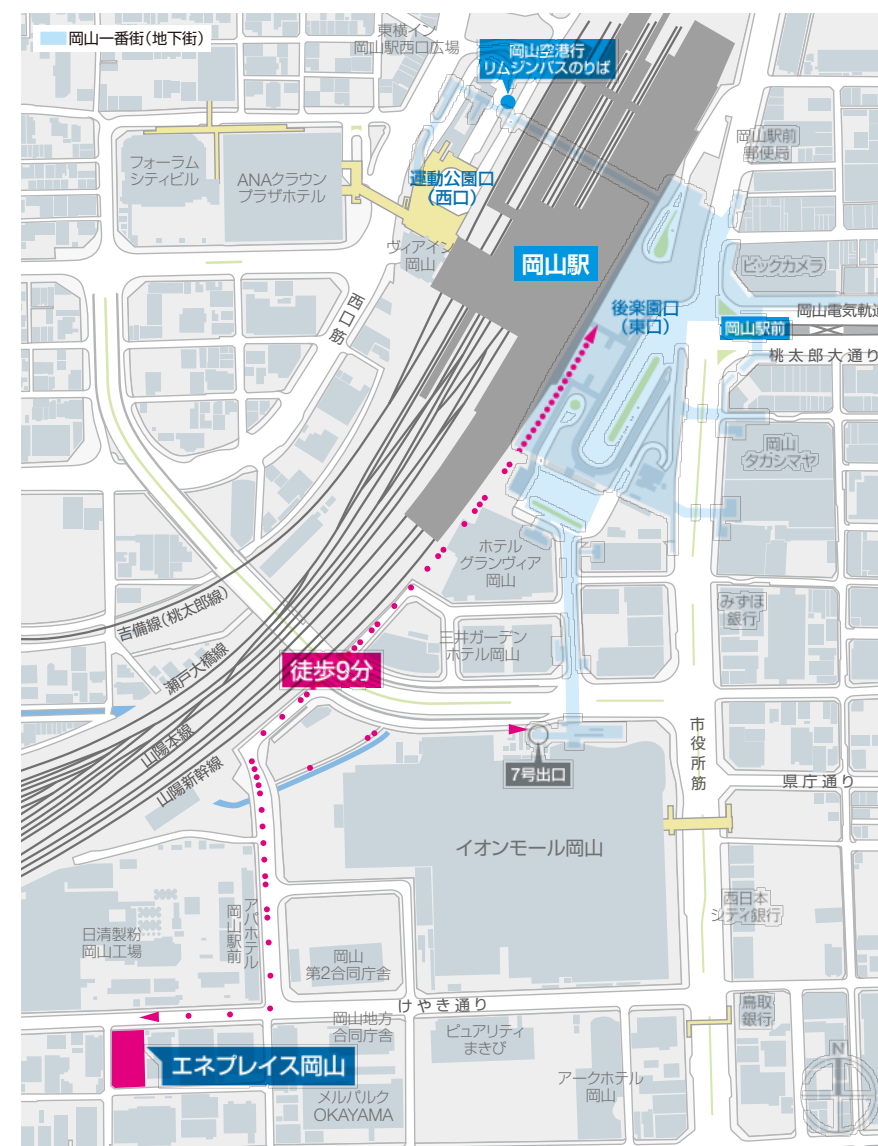 岡山一番街(地下街)
東横イン
岡山駅西口広場
岡山空港行
リムジンバスのりば
フォーラム
シティビル
ANAクラウン
プラザホテル
運動公園口
(西口)
ヴィアイン
岡山
岡山駅前
郵便局
岡山駅
ビックカメラ
西口筋
後楽園口
(東口)
岡山電気軌道
岡山駅前
桃太郎大通り
岡山
タカシマヤ
ホテル
グランヴィア
岡山
吉備線(桃太郎線)
みずほ
銀行
三井ガーデン
ホテル岡山
瀬戸大橋線
徒歩9分
山陽本線
山陽新幹線
市役所筋
7号出口
県庁通り
イオンモール岡山
西日本
シティ銀行
アパホテル
岡山駅前
日清製粉
岡山工場
岡山
第2合同庁舎
けやき通り
鳥取
銀行
岡山地方
合同庁舎
ピュアリティ
まきび
エネプレイス岡山
メルパルク
OKAYAMA
アークホテル
岡山
N